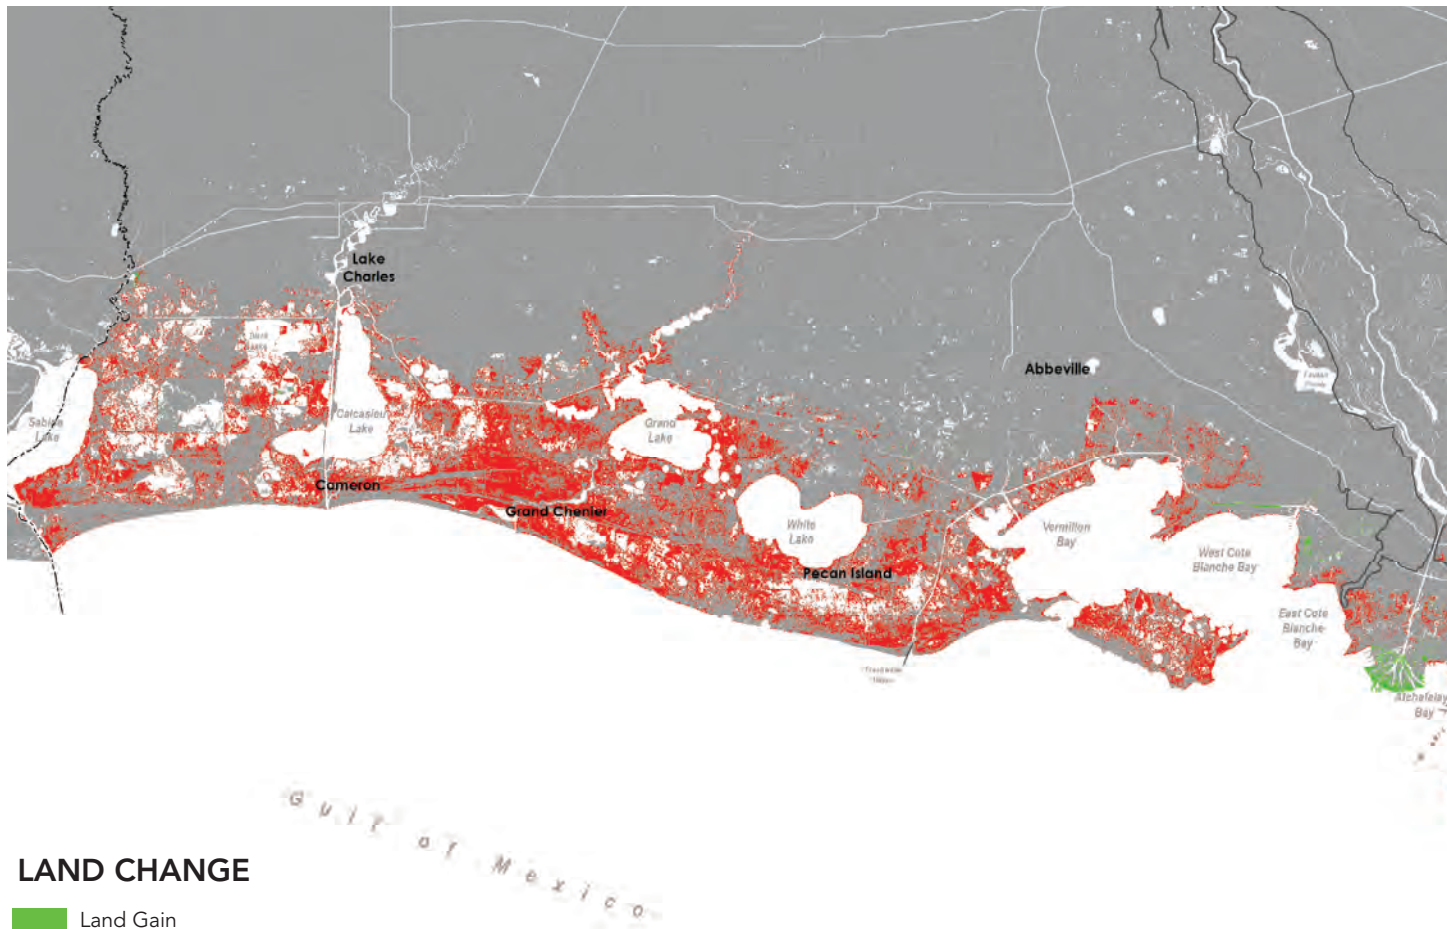 Lake
Charles
Sabine
Lake
Calcasieu
Lake
Grand
Lake
Abbeville
Cameron
Grand Chenier
White
Lake
Pecan Island
Vermilion
Bay
West Cote
Blanche Bay
East Cote
Blanche
Bay
Atchafalay
Bay
Gulf of Mexico
LAND CHANGE
Land Gain